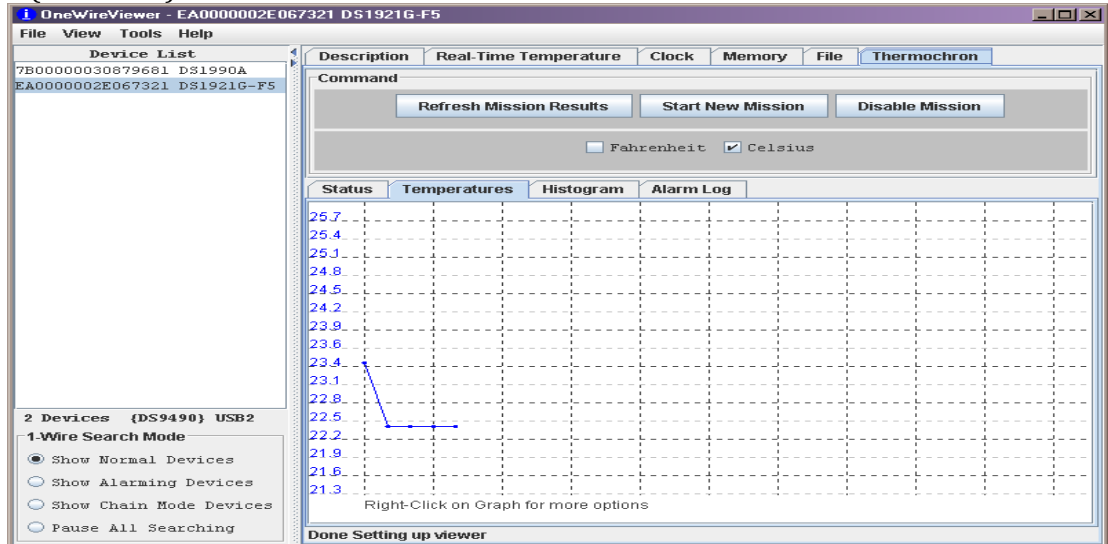 OneWireViewer - EA0000002E067321 DS1921G-F5
File View Tools Help
Device List
7B00000030879681 DS1990A
EA0000002E067321 DS1921G-F5
2 Devices {DS9490} USB2
1-Wire Search Mode
Show Normal Devices
Show Alarming Devices
Show Chain Mode Devices
Pause All Searching
Description Real-Time Temperature Clock Memory File Thermochron
Command
Refresh Mission Results Start New Mission Disable Mission
Fahrenheit Celsius
Status Temperatures Histogram Alarm Log
25.7
25.4
25.1
24.8
24.5
24.2
23.9
23.6
23.4
23.1
22.8
22.5
22.2
21.9
21.6
21.3
Right-Click on Graph for more options
Done Setting up viewer